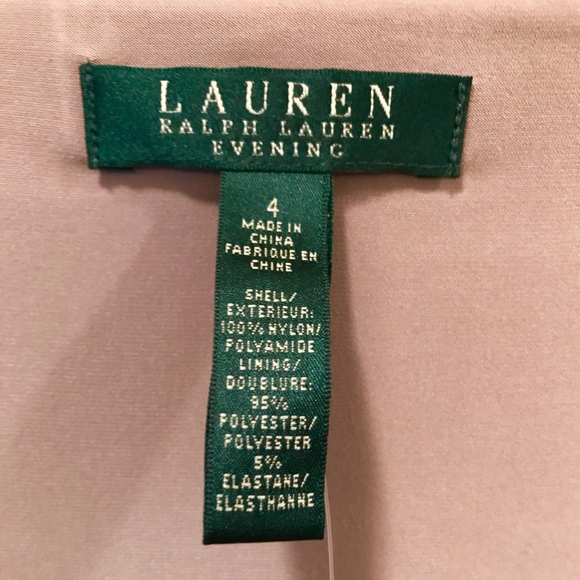 LAUREN
RALPH LAUREN
EVENING
4
MADE IN
CHINA
FABRIQUE EN
CHINE
SHELL/
EXTERIEUR:
100% NYLON/
POLYAMIDE
LINING/
DOUBLURE:
95%
POLYESTER/
POLYESTER
5%
ELASTANE/
ELASTHANNE